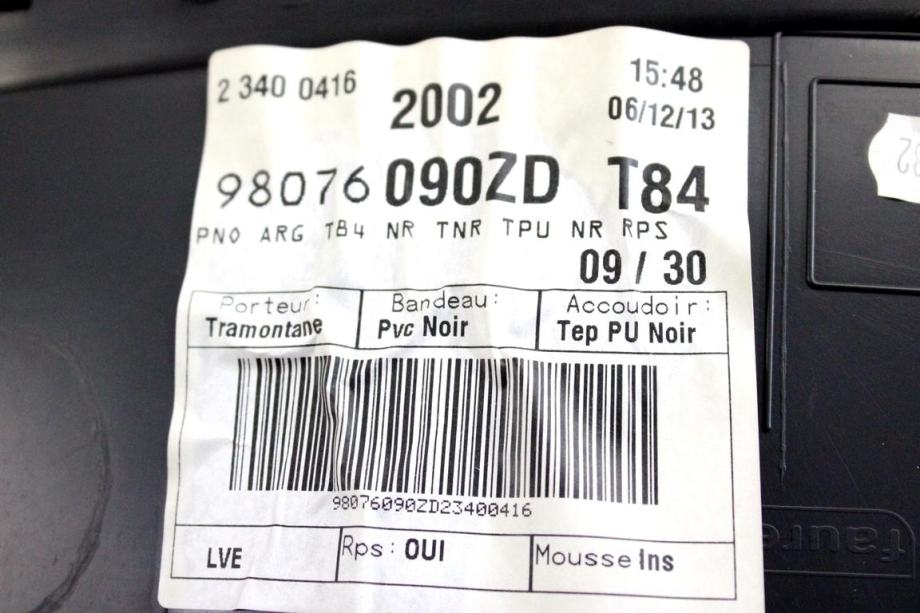 2 340 0416
2002
15:48
06/12/13
98076 090ZD T84
PNO ARG TB4 NR TNR TPU NR RPS
09 / 30
Porteur: Bandeau: Accoudoir:
Tramontane Pvc Noir Tep PU Noir
98076090ZD23400416
LVE Rps: OUI Mousse Ins